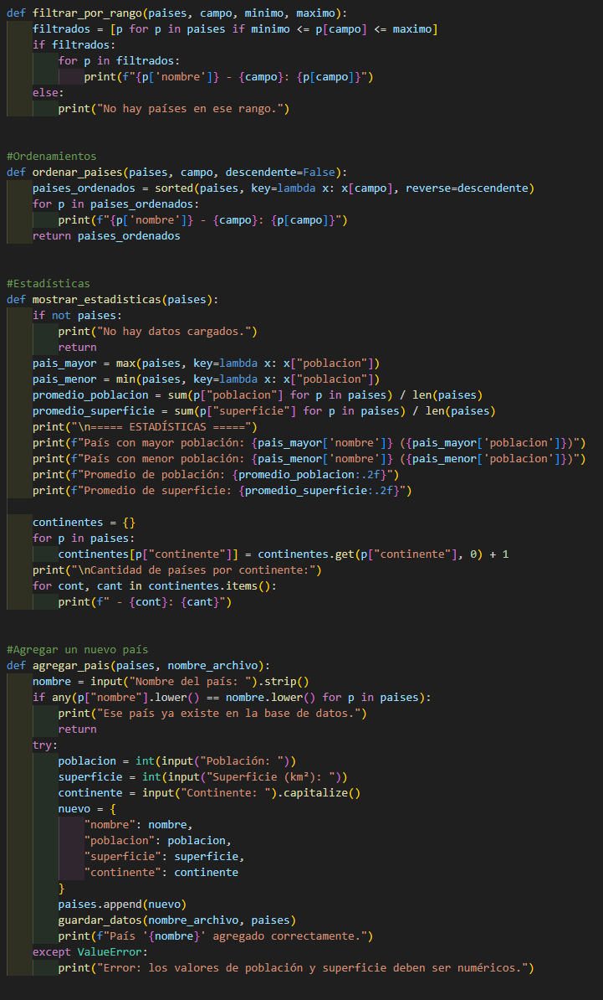 def filtrar_por_rango(paises, campo, minimo, maximo):
    filtrados = [p for p in paises if minimo <= p[campo] <= maximo]
    if filtrados:
        for p in filtrados:
            print(f"{p['nombre']} - {campo}: {p[campo]}")
    else:
        print("No hay países en ese rango.")


#Ordenamientos
def ordenar_paises(paises, campo, descendente=False):
    paises_ordenados = sorted(paises, key=lambda x: x[campo], reverse=descendente)
    for p in paises_ordenados:
        print(f"{p['nombre']} - {campo}: {p[campo]}")
    return paises_ordenados


#Estadísticas
def mostrar_estadisticas(paises):
    if not paises:
        print("No hay datos cargados.")
        return
    pais_mayor = max(paises, key=lambda x: x["poblacion"])
    pais_menor = min(paises, key=lambda x: x["poblacion"])
    promedio_poblacion = sum(p["poblacion"] for p in paises) / len(paises)
    promedio_superficie = sum(p["superficie"] for p in paises) / len(paises)
    print("\n===== ESTADÍSTICAS =====")
    print(f"País con mayor población: {pais_mayor['nombre']} ({pais_mayor['poblacion']})")
    print(f"País con menor población: {pais_menor['nombre']} ({pais_menor['poblacion']})")
    print(f"Promedio de población: {promedio_poblacion:.2f}")
    print(f"Promedio de superficie: {promedio_superficie:.2f}")

    continentes = {}
    for p in paises:
        continentes[p["continente"]] = continentes.get(p["continente"], 0) + 1
    print("\nCantidad de países por continente:")
    for cont, cant in continentes.items():
        print(f" - {cont}: {cant}")


#Agregar un nuevo país
def agregar_pais(paises, nombre_archivo):
    nombre = input("Nombre del país: ").strip()
    if any(p["nombre"].lower() == nombre.lower() for p in paises):
        print("Ese país ya existe en la base de datos.")
        return
    try:
        poblacion = int(input("Población: "))
        superficie = int(input("Superficie (km²): "))
        continente = input("Continente: ").capitalize()
        nuevo = {
            "nombre": nombre,
            "poblacion": poblacion,
            "superficie": superficie,
            "continente": continente
        }
        paises.append(nuevo)
        guardar_datos(nombre_archivo, paises)
        print(f"País '{nombre}' agregado correctamente.")
    except ValueError:
        print("Error: los valores de población y superficie deben ser numéricos.")